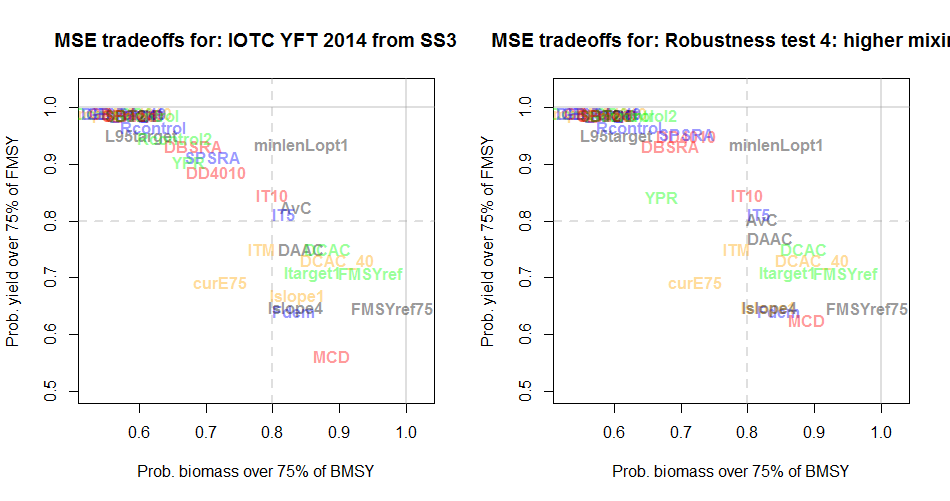 MSE tradeoffs for: IOTC YFT 2014 from SS3
Prob. yield over 75% of FMSY
1.0
0.9
0.8
0.7
0.6
0.5
Rcontrol
L95target
Rcontrol2
DBSRA
minlenLopt1
SPSRA
YPR
DD4010
IT10
AvC
IT5
ITM
DAAC
DCAC
DCAC_40
Itarget1
FMSYref
curE75
Islope1
Islope4
Fdem
FMSYref75
MCD
0.6
0.7
0.8
0.9
1.0
Prob. biomass over 75% of BMSY
MSE tradeoffs for: Robustness test 4: higher mixin
Prob. yield over 75% of FMSY
1.0
0.9
0.8
0.7
0.6
0.5
Rcontrol
L95target
SPSRA
DBSRA
minlenLopt1
YPR
IT10
IT5
AvC
DAAC
ITM
DCAC
DCAC_40
Itarget1
FMSYref
curE75
Islope4
Fdem
FMSYref75
MCD
0.6
0.7
0.8
0.9
1.0
Prob. biomass over 75% of BMSY